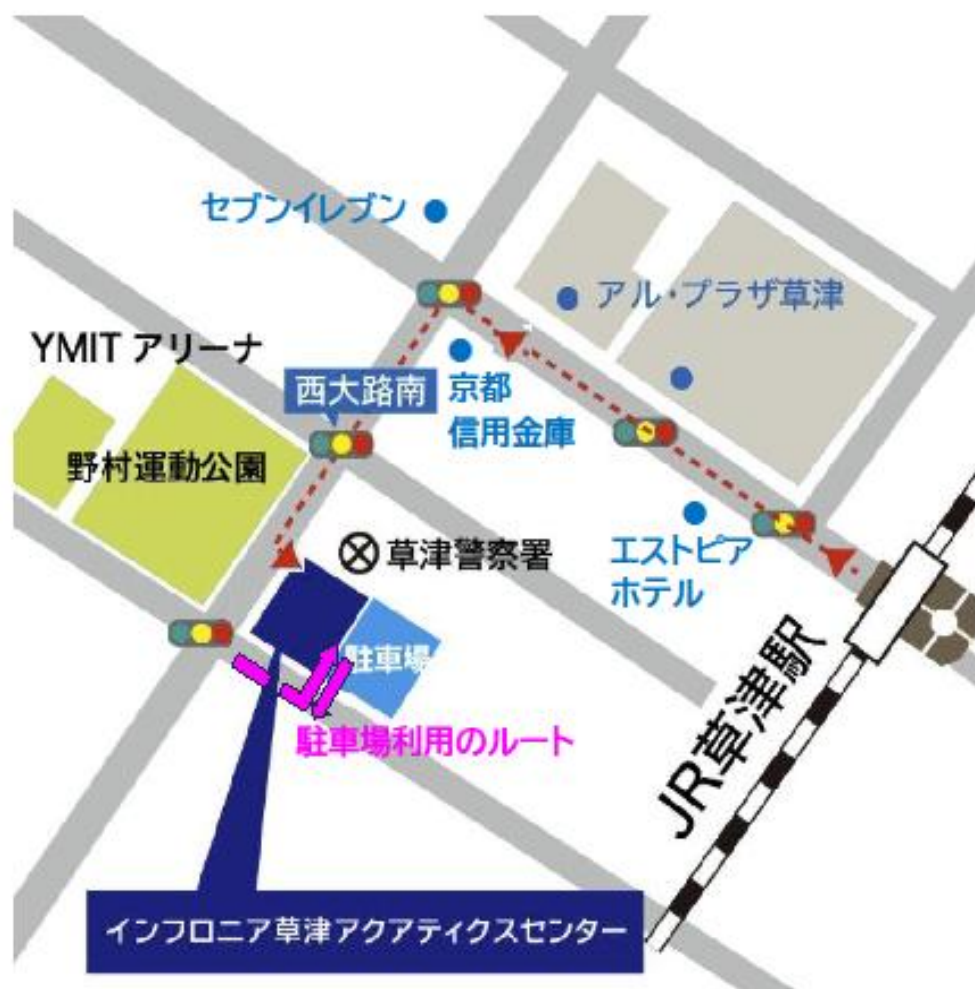 セブンイレブン
アル・プラザ草津
YMIT アリーナ
西大路南
京都
信用金庫
野村運動公園
草津警察署
エストピア
ホテル
駐車場
JR草津駅
駐車場利用のルート
インフロニア草津アクアティクスセンター